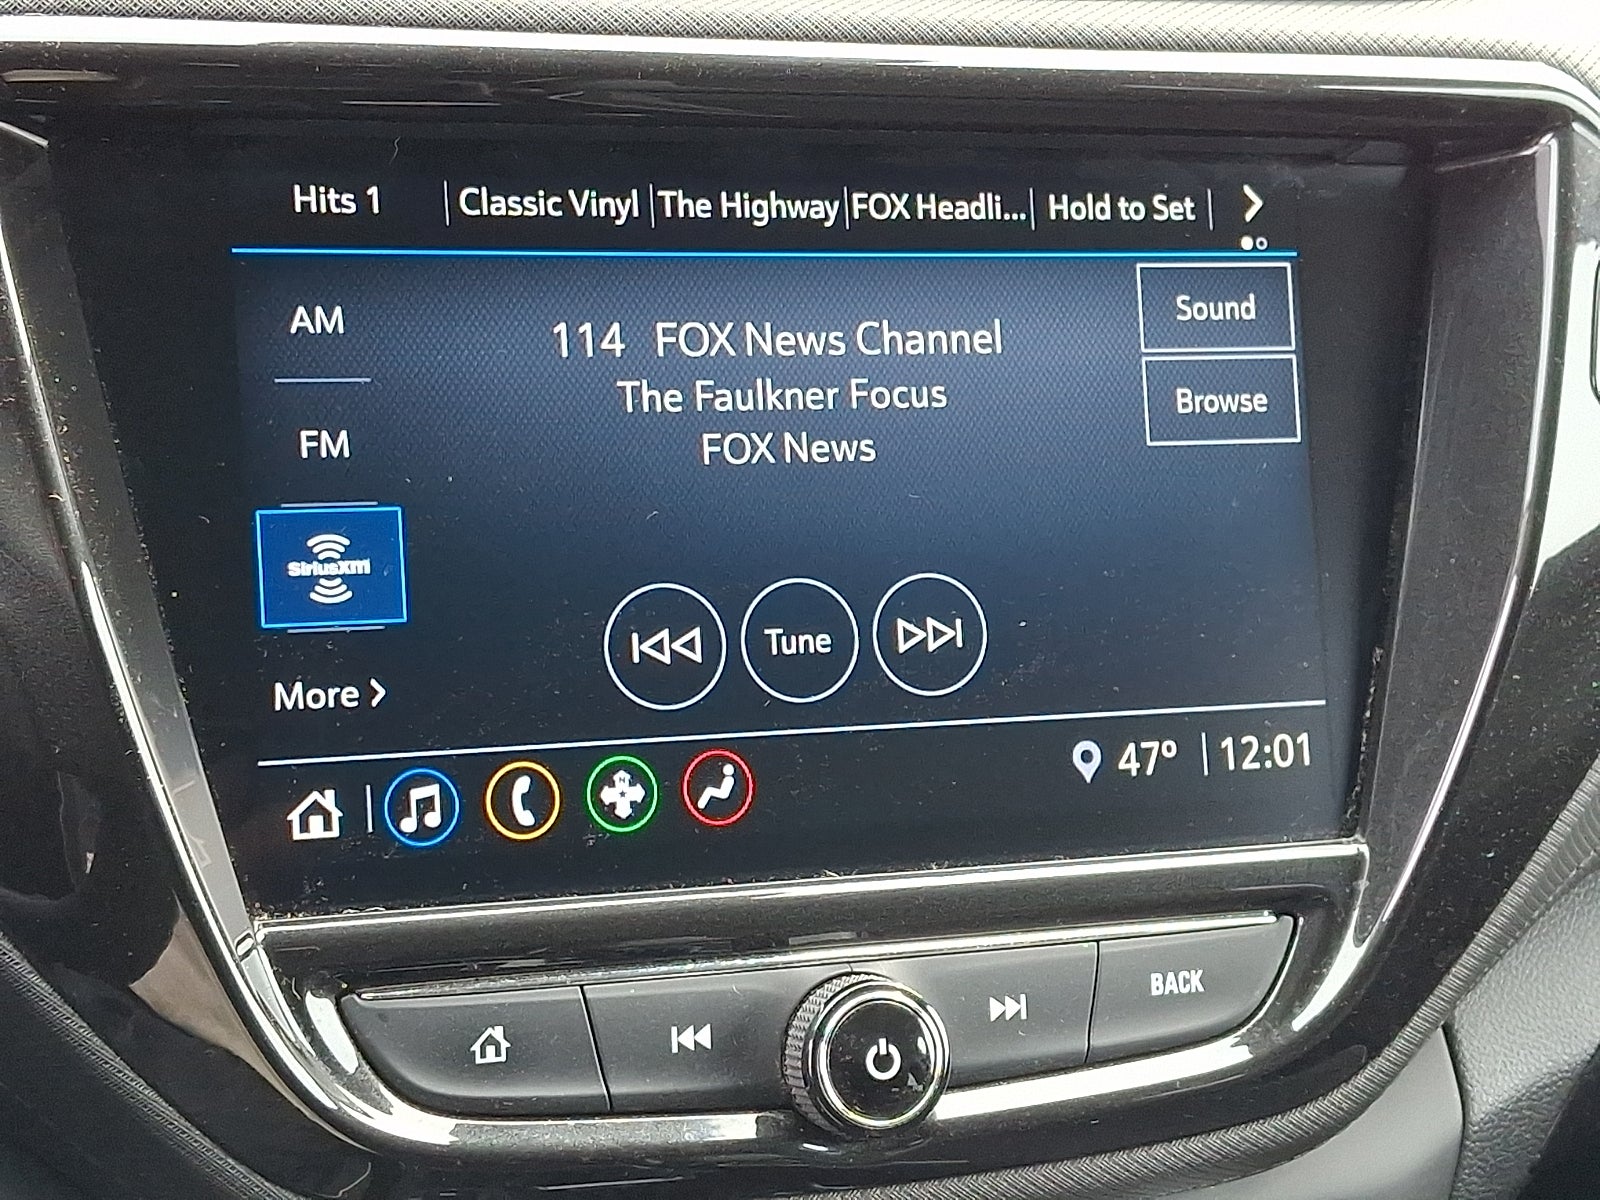 Hits 1 | Classic Vinyl | The Highway | FOX Headli... | Hold to Set |
AM
114 FOX News Channel
Sound
The Faulkner Focus
Browse
FM
FOX News
SiriusXM
Tune
More
47° | 12:01
BACK